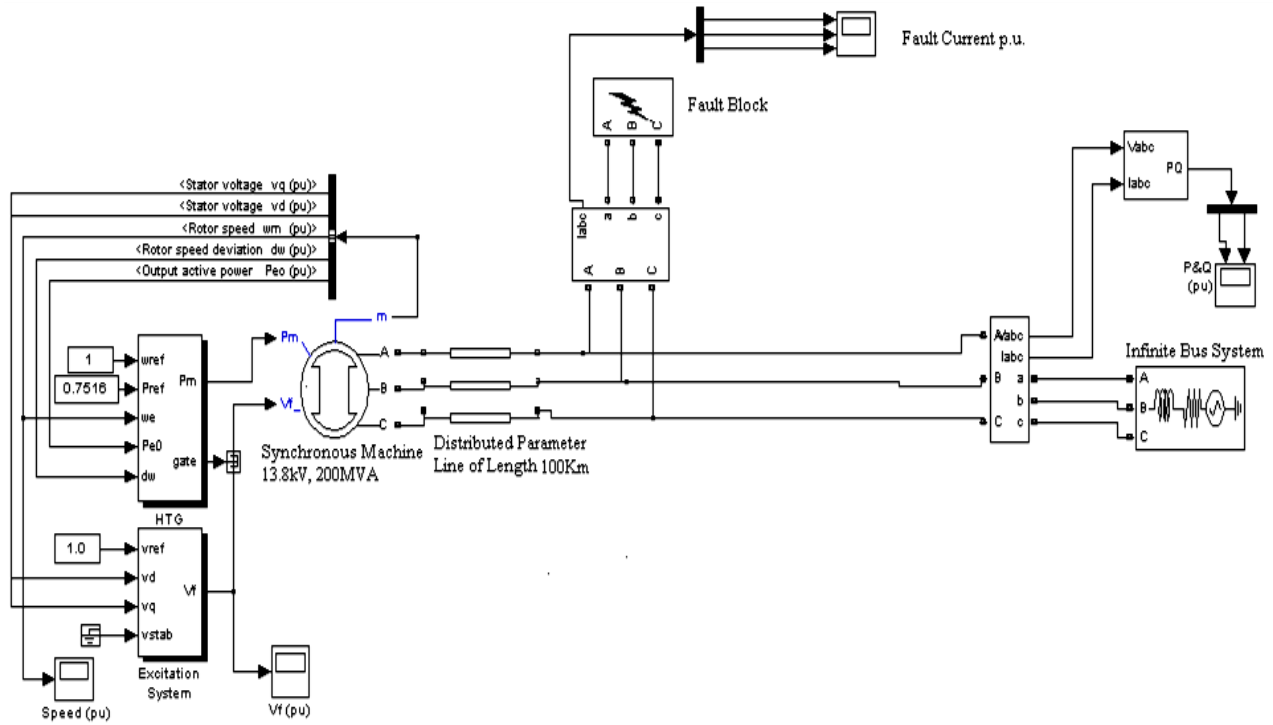 Fault Current p.u.
Fault Block
A B C
Iabc a b c
A B C
Vabc
Iabc
PQ
P&Q
(pu)
<Stator voltage vq (pu)>
<Stator voltage vd (pu)>
<Rotor speed wm (pu)>
<Rotor speed deviation dw (pu)>
<Output active power Peo (pu)>
m
Pm
Vf_
A
B
C
Synchronous Machine
13.8kV, 200MVA
Distributed Parameter
Line of Length 100Km
1
0.7516
wref
Pref
we
Pe0
dw
Pm
gate
HTG
1.0
vref
vd
vq
vstab
Vf
Excitation
System
Speed (pu)
Vf (pu)
A
B
C
Vabc
Iabc
a
b
c
Infinite Bus System
A
B
C